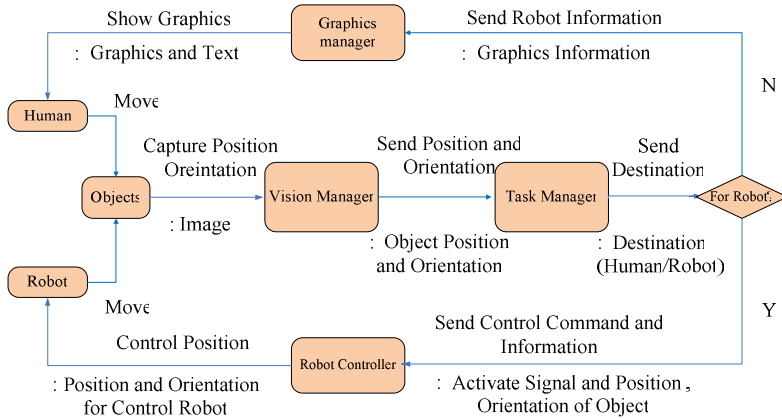 Show Graphics
Graphics
manager
Send Robot Information
: Graphics and Text
: Graphics Information
N
Human
Move
Capture Position
Oreintation
Send Position and
Orientation
Send
Destination
Objects
Vision Manager
Task Manager
For Robot?
: Image
: Object Position
and Orientation
: Destination
(Human/Robot)
Robot
Move
Y
Control Position
Send Control Command and
Information
Robot Controller
: Position and Orientation
for Control Robot
: Activate Signal and Position ,
Orientation of Object